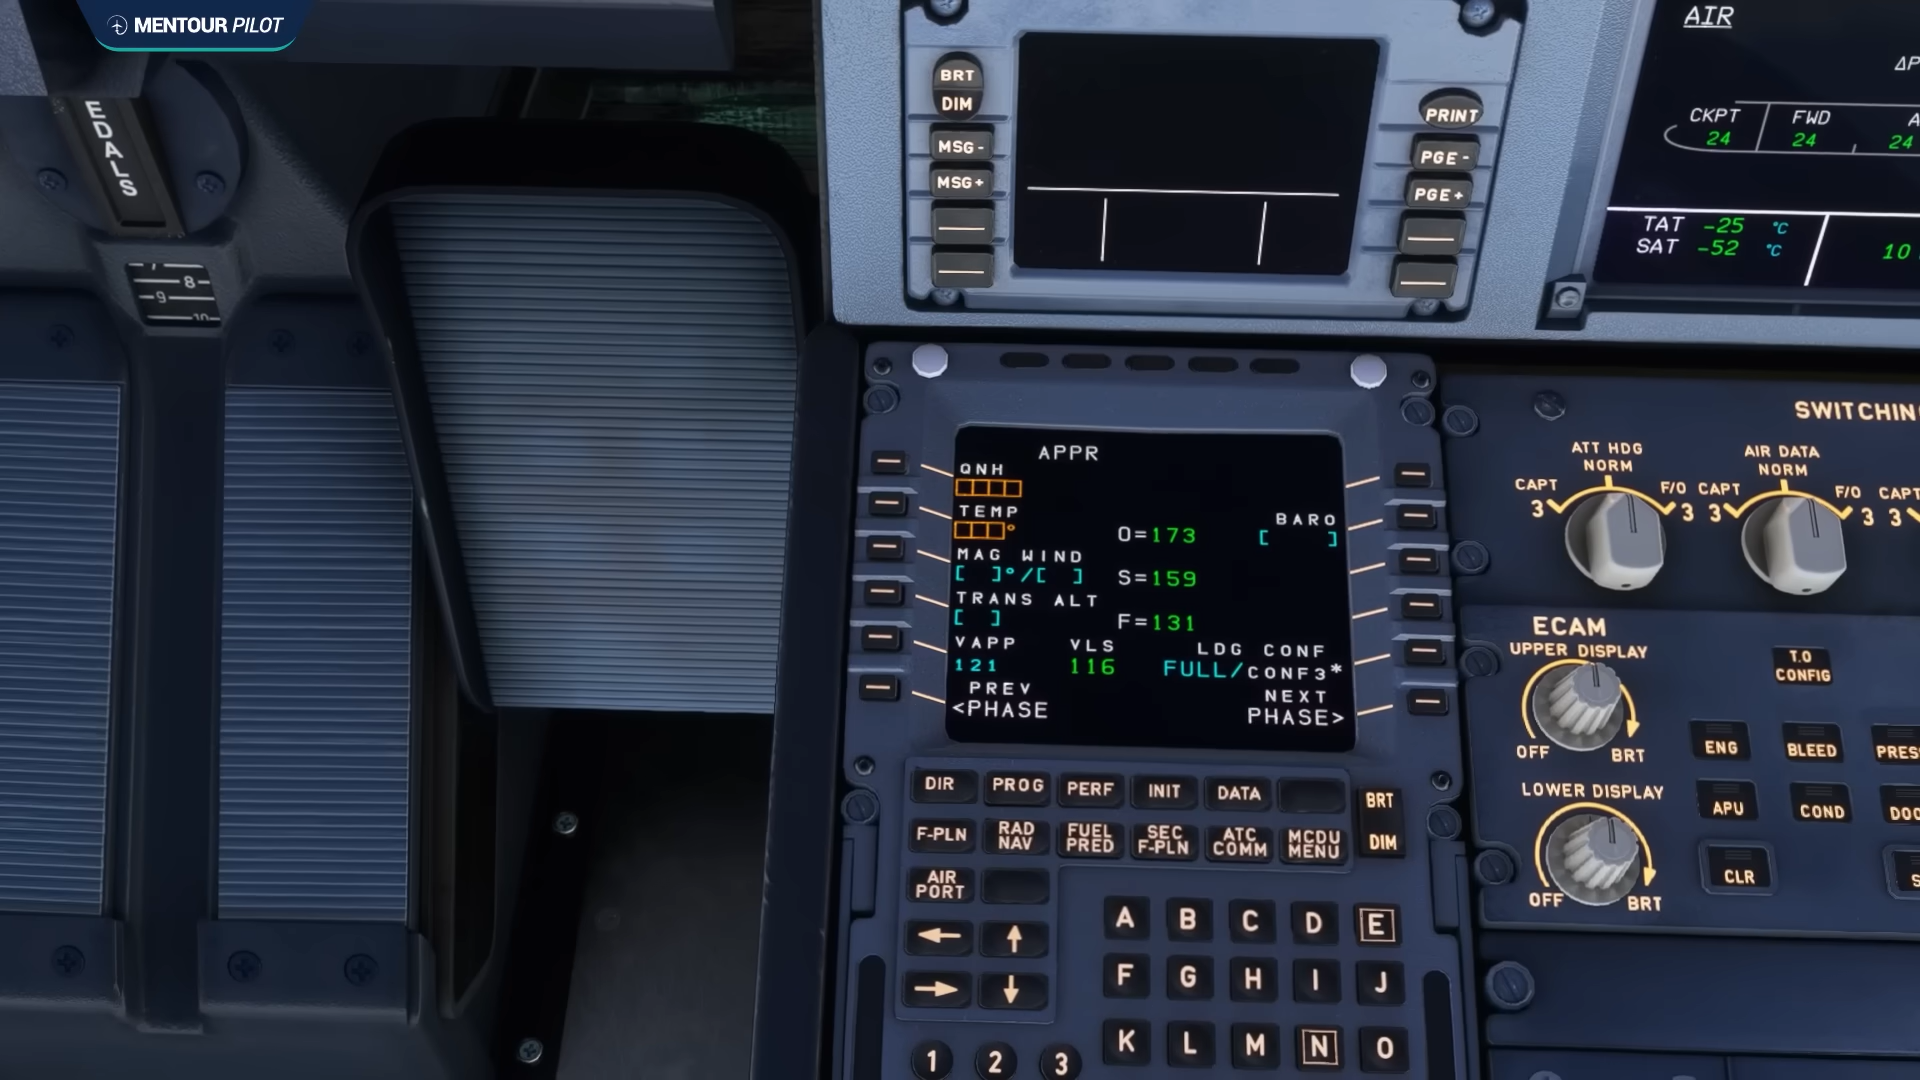 MENTOUR PILOT
EDALS
7
8
9
10
BRT
DIM
MSG-
MSG+
PRINT
PGE-
PGE+
AIR
ΔP
CKPT FWD A
24 24 24
TAT -25 °C
SAT -52 °C
10
APPR
QNH
TEMP
°
BARO
O=173 [ ]
MAG WIND
[ ]°/[ ] S=159
TRANS ALT
[ ] F=131
VAPP VLS LDG CONF
121 116 FULL/CONF3*
PREV NEXT
<PHASE PHASE>
DIR PROG PERF INIT DATA
BRT
DIM
F-PLN RAD NAV FUEL PRED SEC F-PLN ATC COMM MCDU MENU
AIR PORT
← ↑
→ ↓
A B C D E
F G H I J
K L M N O
1 2 3
SWITCHIN
ATT HDG AIR DATA
NORM NORM
CAPT F/O CAPT F/O CAPT
3 3 3 3 3
ECAM
UPPER DISPLAY
OFF BRT
T.O CONFIG
ENG BLEED PRESS
LOWER DISPLAY
OFF BRT
APU COND DOO
CLR S